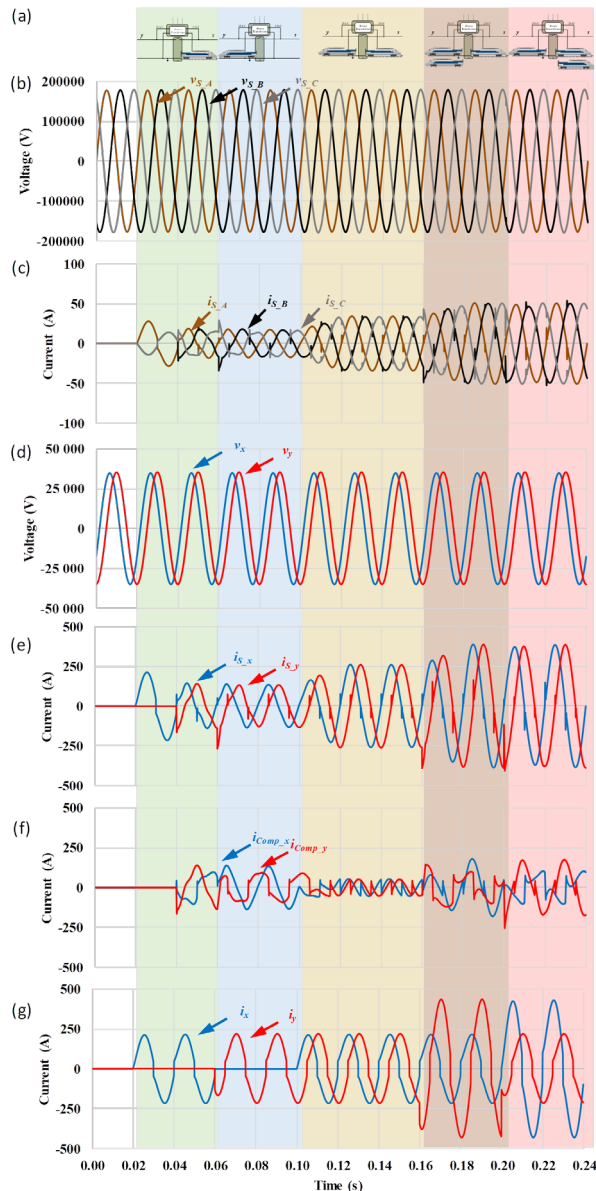 (a)
y
x
y
x
y
x
y
x
y
x
(b)
200000
100000
0
-100000
-200000
Voltage (V)
vS_A
vS_B
vS_C
(c)
100
50
0
-50
-100
Current (A)
iS_A
iS_B
iS_C
(d)
50 000
25 000
0
-25 000
-50 000
Voltage (V)
vx
vy
(e)
500
250
0
-250
-500
Current (A)
iS_x
iS_y
(f)
500
250
0
-250
-500
Current (A)
iComp_x
iComp_y
(g)
500
250
0
-250
-500
Current (A)
ix
iy
0.00 0.02 0.04 0.06 0.08 0.10 0.12 0.14 0.16 0.18 0.20 0.22 0.24
Time (s)